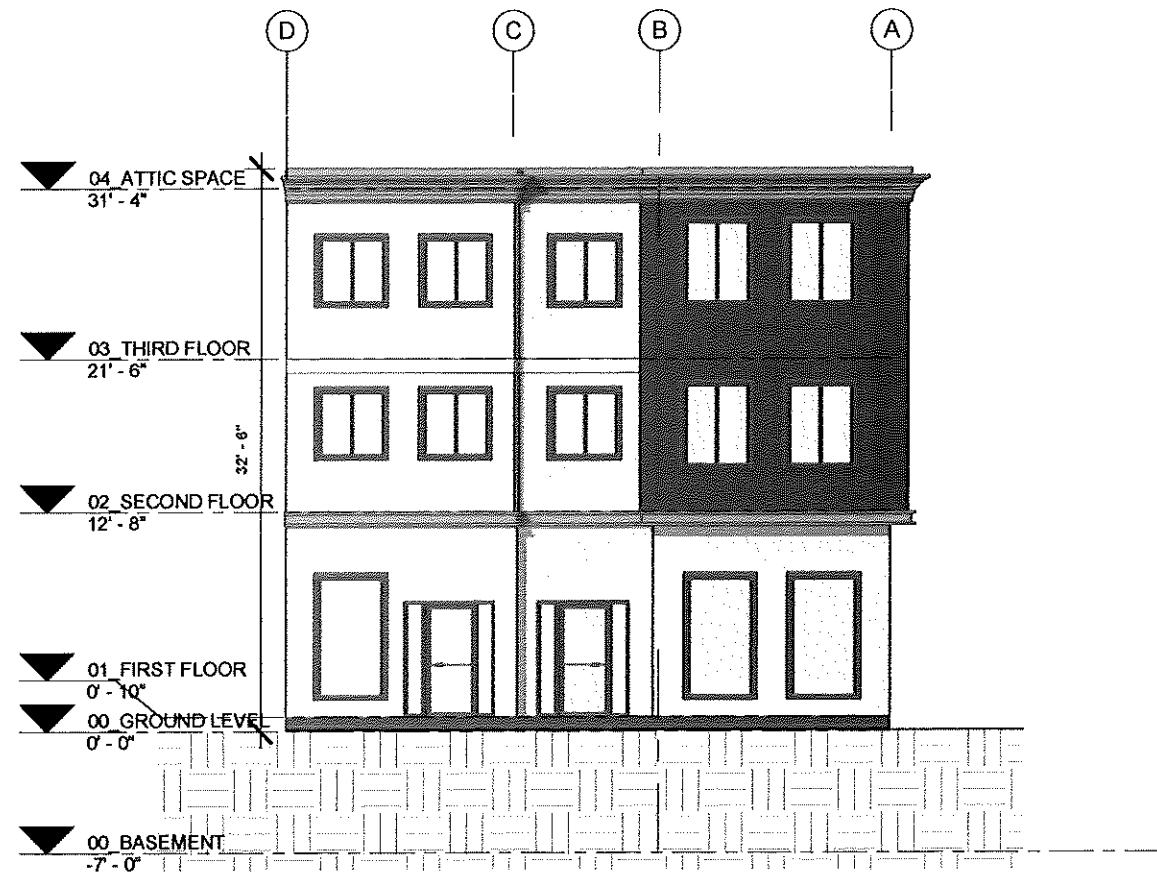 D
C
B
A
04_ATTIC SPACE
31' - 4"
03_THIRD FLOOR
21' - 6"
32' - 6"
02_SECOND FLOOR
12' - 8"
01_FIRST FLOOR
0' - 10"
00_GROUND LEVEL
0' - 0"
00_BASEMENT
-7' - 0"